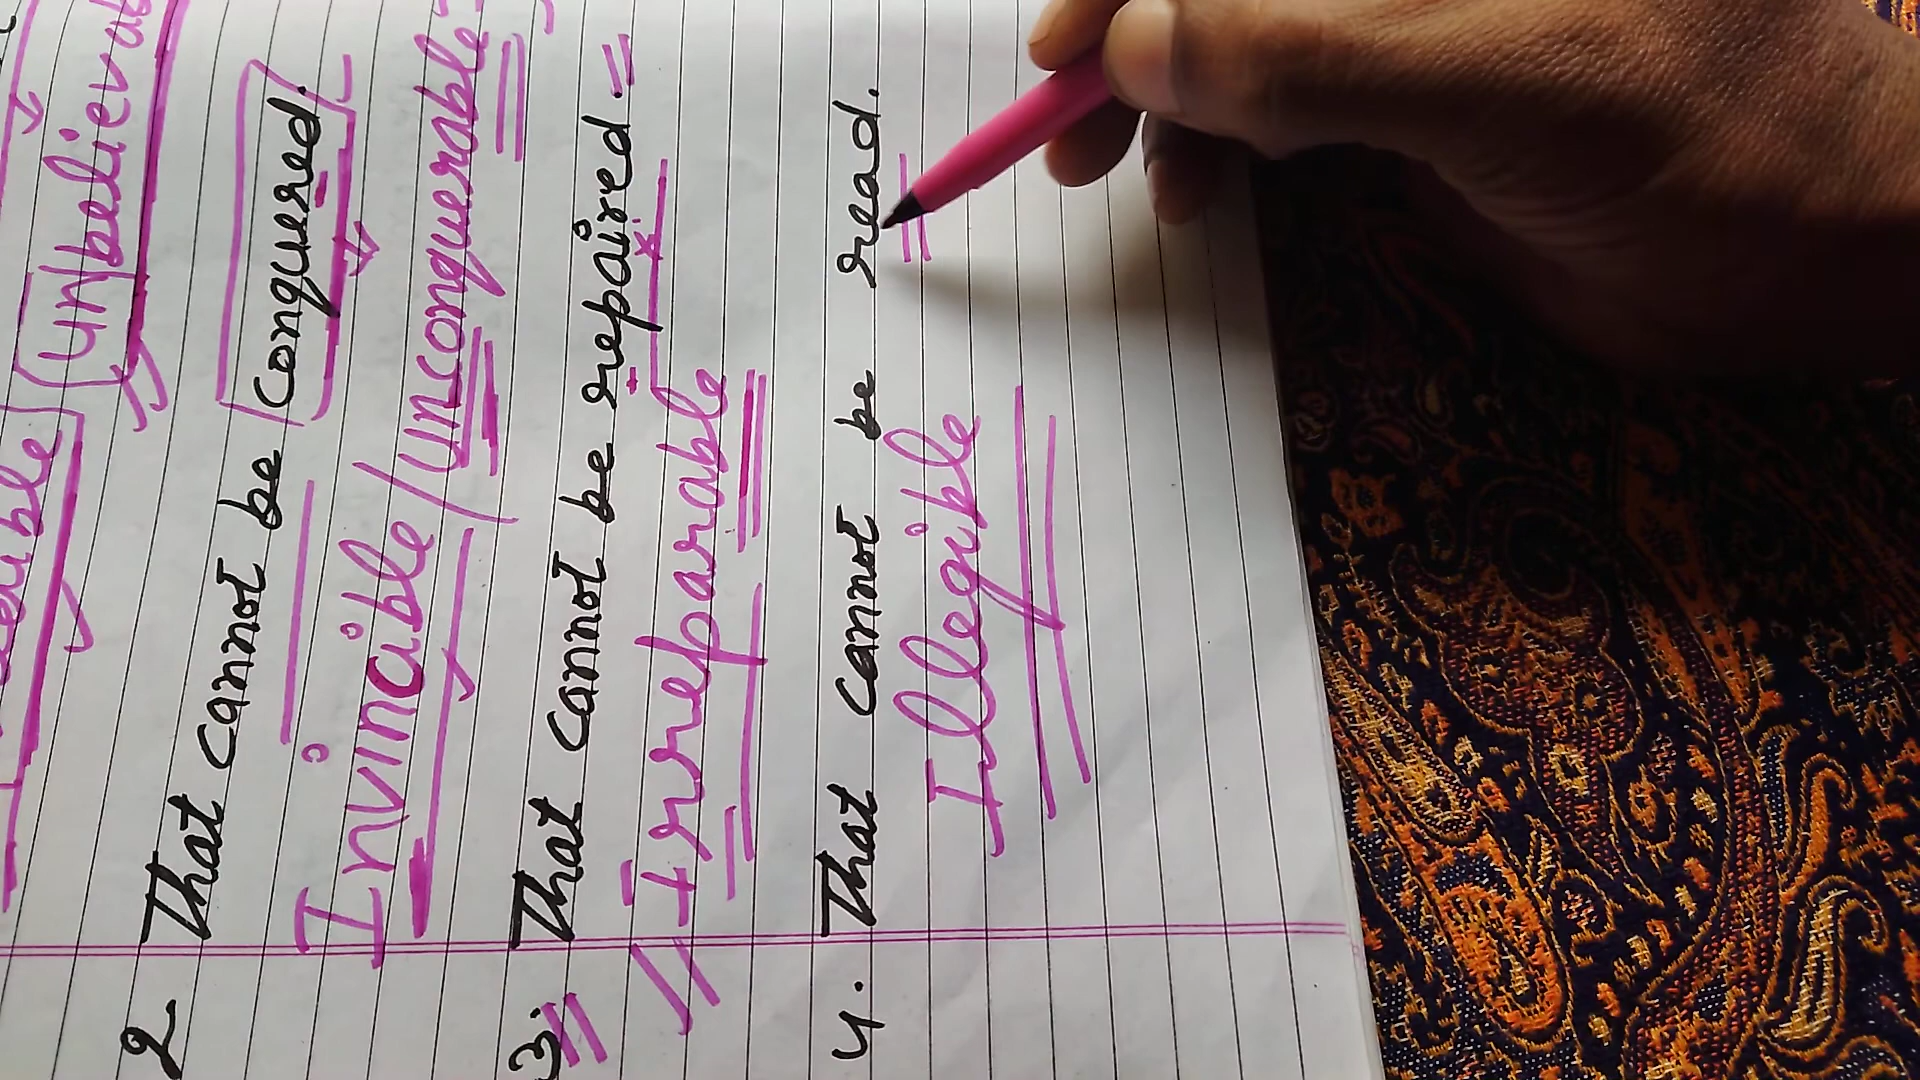 unbelievab
2 That cannot be conquered.
Invincible / unconquerable
3. That cannot be repaired.
Irreparable
4. That cannot be read.
Illegible